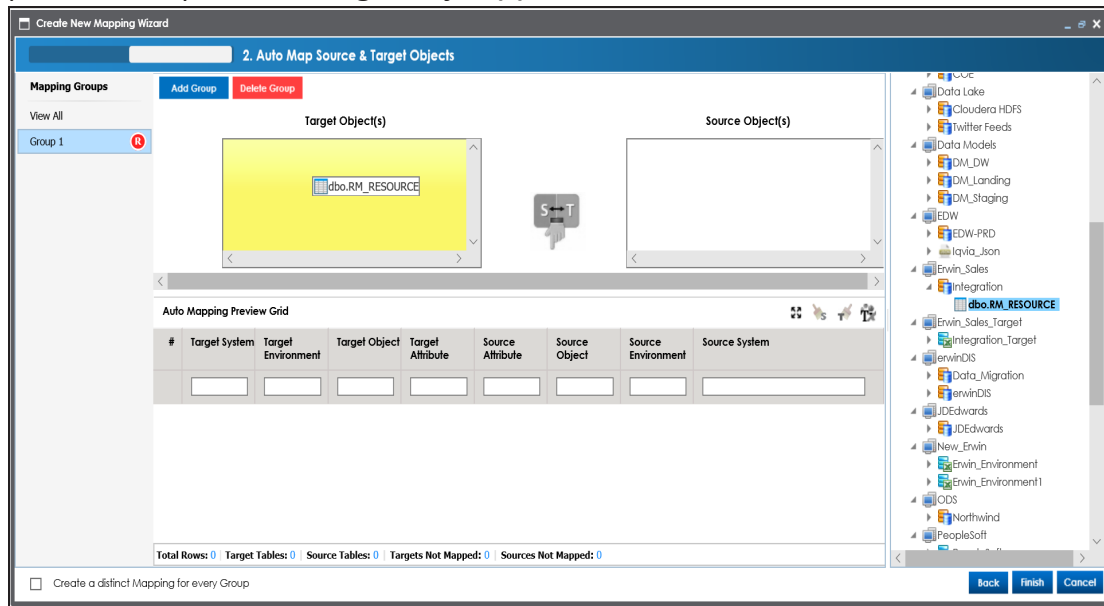 Create New Mapping Wizard
2. Auto Map Source & Target Objects
Mapping Groups
View All
Group 1
R
Add Group
Delete Group
Target Object(s)
Source Object(s)
dbo.RM_RESOURCE
S T
Auto Mapping Preview Grid
# Target System Target Environment Target Object Target Attribute Source Attribute Source Object Source Environment Source System
Total Rows: 0 Target Tables: 0 Source Tables: 0 Targets Not Mapped: 0 Sources Not Mapped: 0
COE
Data Lake
Cloudera HDFS
Twitter Feeds
Data Models
DM_DW
DM_Landing
DM_Staging
EDW
EDW-PRD
Iqvia_Json
Erwin_Sales
Integration
dbo.RM_RESOURCE
Erwin_Sales_Target
Integration_Target
erwinDIS
Data_Migration
erwinDIS
JDEdwards
JDEdwards
New_Erwin
Erwin_Environment
Erwin_Environment1
ODS
Northwind
PeopleSoft
Create a distinct Mapping for every Group
Back Finish Cancel